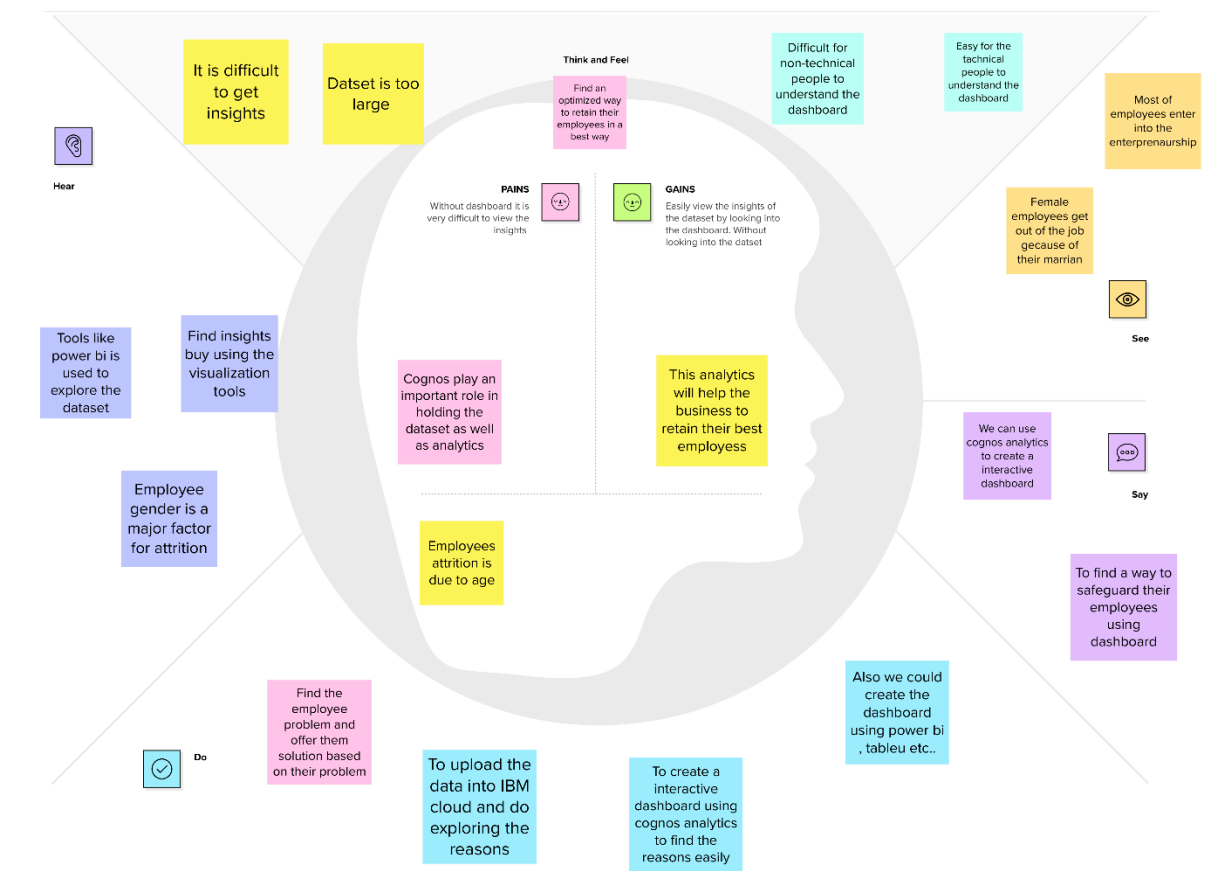 It is difficult
to get
insights
Datset is too
large
Think and Feel
Find an
optimized way
to retain their
employees in a
best way
Difficult for
non-technical
people to
understand the
dashboard
Easy for the
tachnical
people to
understand the
dashboard
Most of
employees enter
into the
enterprenaurship
Hear
PAINS
Without dashboard it is
very difficult to view the
insights
GAINS
Easily view the insights of
the dataset by looking into
the dashboard. Without
looking into the datset
Female
employees get
out of the job
gecause of
their marrian
See
Tools like
power bi is
used to
explore the
dataset
Find insights
buy using the
visualization
tools
Cognos play an
important role in
holding the
dataset as well
as analytics
This analytics
will help the
business to
retain their best
employess
We can use
cognos analytics
to create a
interactive
dashboard
Say
Employee
gender is a
major factor
for attrition
Employees
attrition is
due to age
To find a way to
safeguard their
employees
using
dashboard
Find the
employee
problem and
offer them
solution based
on their problem
Do
To upload the
data into IBM
cloud and do
exploring the
reasons
To create a
interactive
dashboard using
cognos analytics
to find the
reasons easily
Also we could
create the
dashboard
using power bi
, tableu etc..